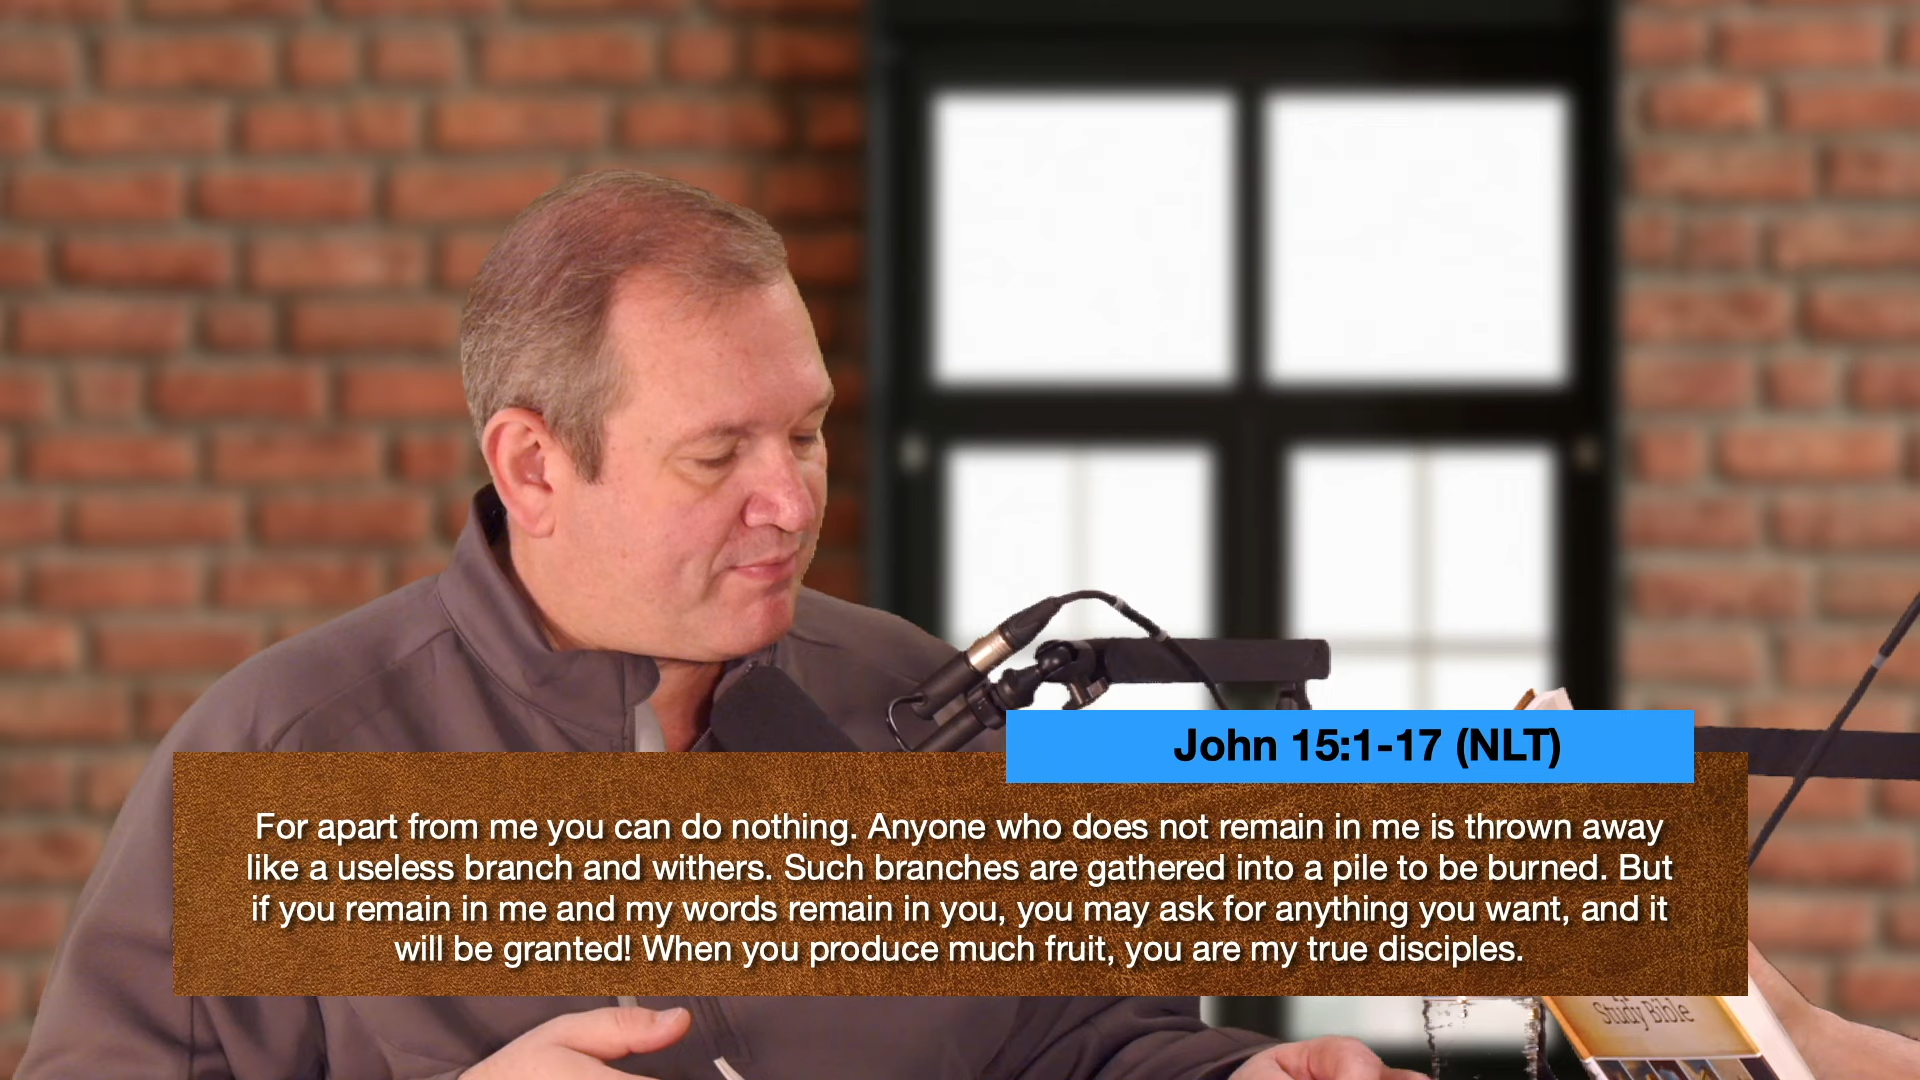 John 15:1-17 (NLT)
For apart from me you can do nothing. Anyone who does not remain in me is thrown away
like a useless branch and withers. Such branches are gathered into a pile to be burned. But
if you remain in me and my words remain in you, you may ask for anything you want, and it
will be granted! When you produce much fruit, you are my true disciples.
Study Bible